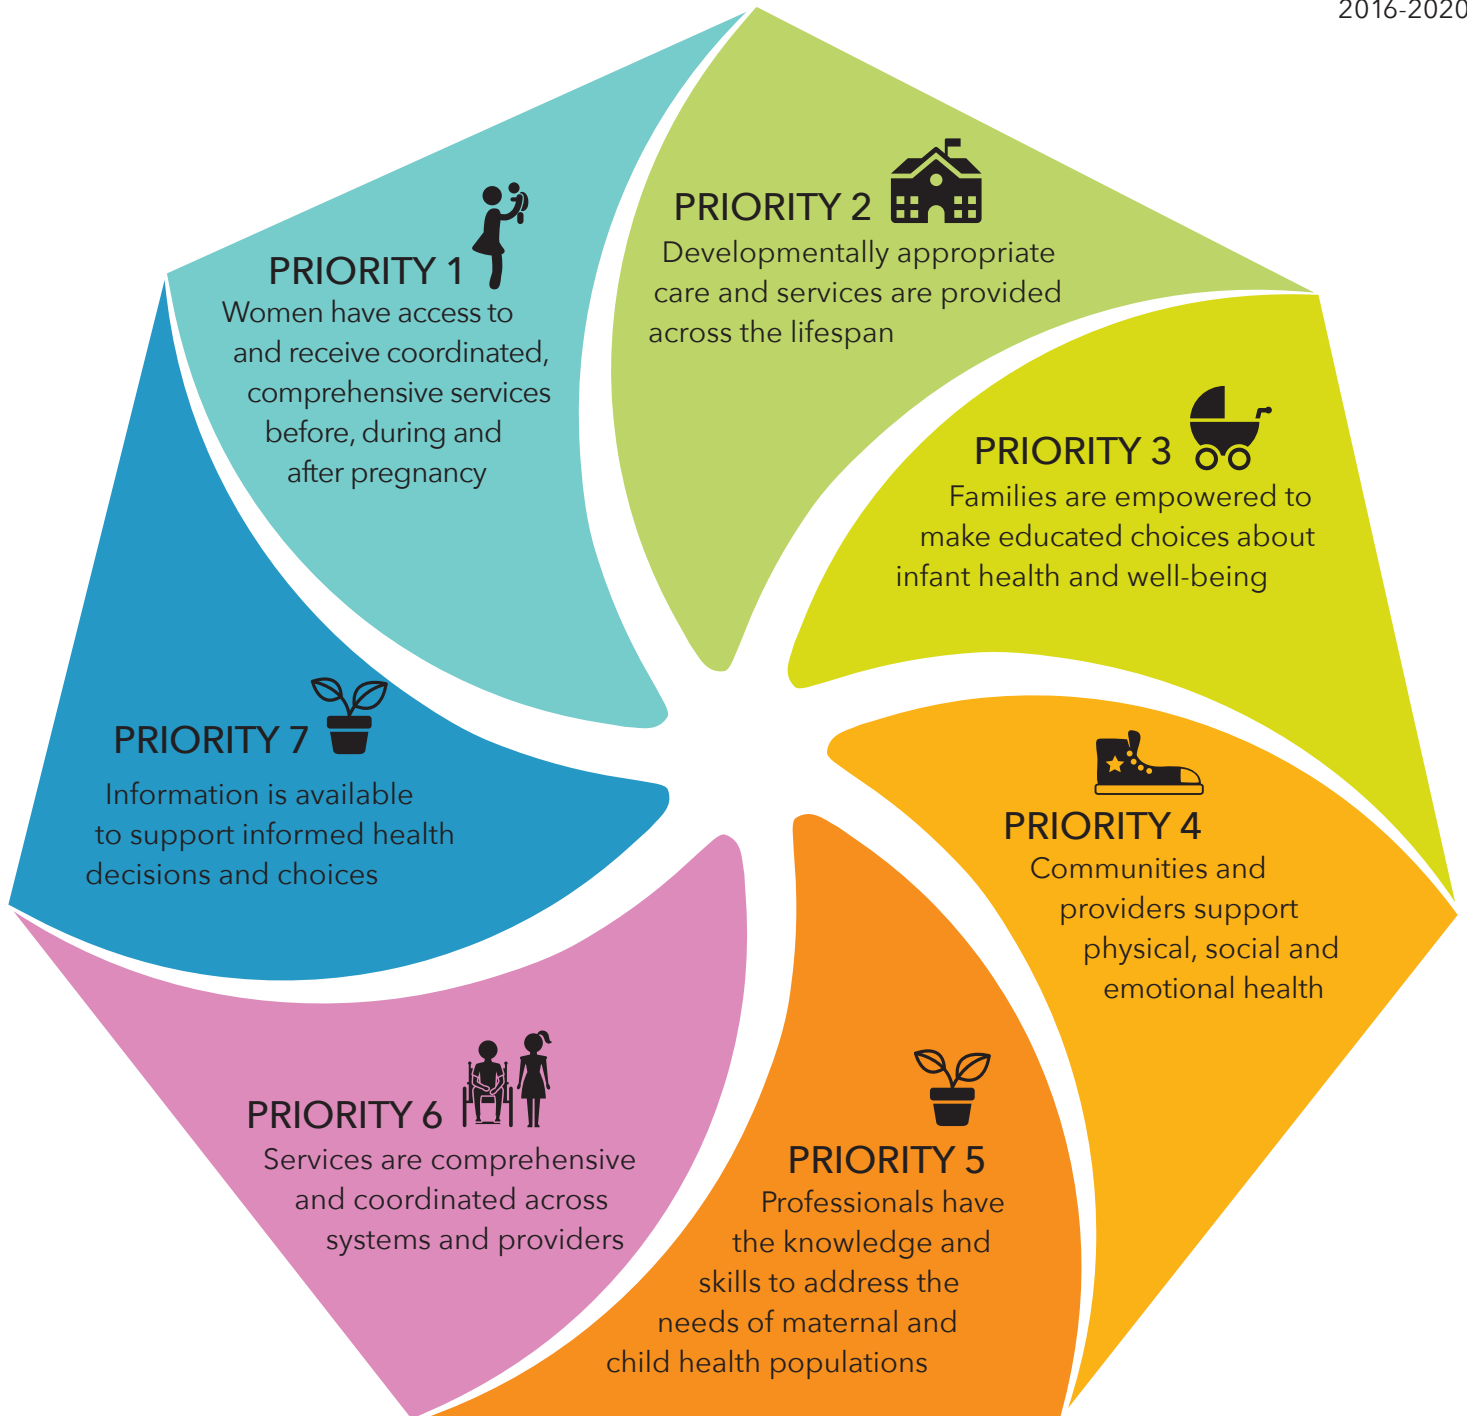 2016-2020
PRIORITY 1
Women have access to
and receive coordinated,
comprehensive services
before, during and
after pregnancy
PRIORITY 2
Developmentally appropriate
care and services are provided
across the lifespan
PRIORITY 3
Families are empowered to
make educated choices about
infant health and well-being
PRIORITY 4
Communities and
providers support
physical, social and
emotional health
PRIORITY 5
Professionals have
the knowledge and
skills to address the
needs of maternal and
child health populations
PRIORITY 6
Services are comprehensive
and coordinated across
systems and providers
PRIORITY 7
Information is available
to support informed health
decisions and choices